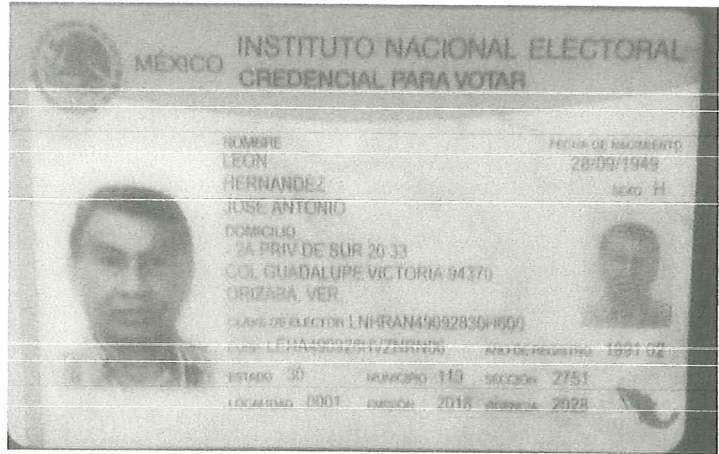 MÉXICO INSTITUTO NACIONAL ELECTORAL
CREDENCIAL PARA VOTAR
NOMBRE FECHA DE NACIMIENTO
LEON 28/09/1949
HERNANDEZ SEXO H
JOSE ANTONIO
DOMICILIO
2A PRIV DE SUR 20 33
COL GUADALUPE VICTORIA 94370
ORIZABA, VER.
CLAVE DE ELECTOR LNHRAN49092830H600
CURP AÑO DE REGISTRO 1991 02
ESTADO 30 MUNICIPIO 119 SECCIÓN 2751
LOCALIDAD 0001 EMISIÓN 2018 VIGENCIA 2028